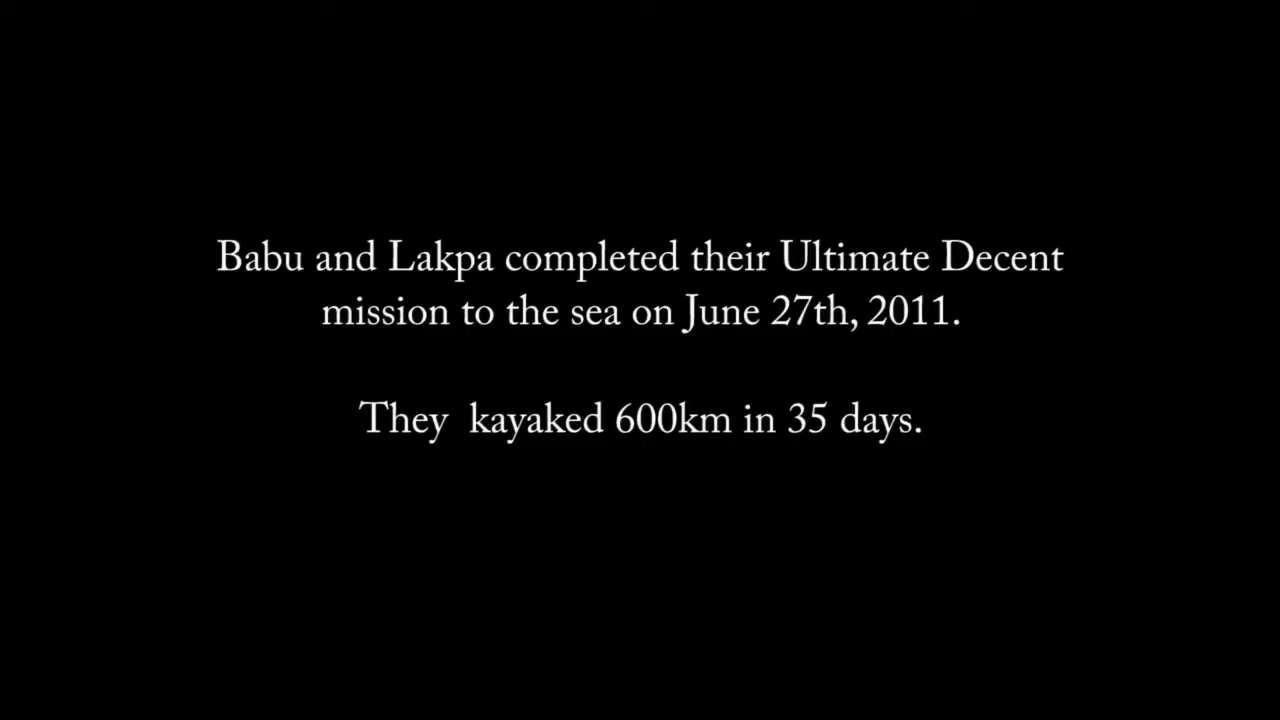 Babu and Lakpa completed their Ultimate Decent
mission to the sea on June 27th, 2011.
They kayaked 600km in 35 days.